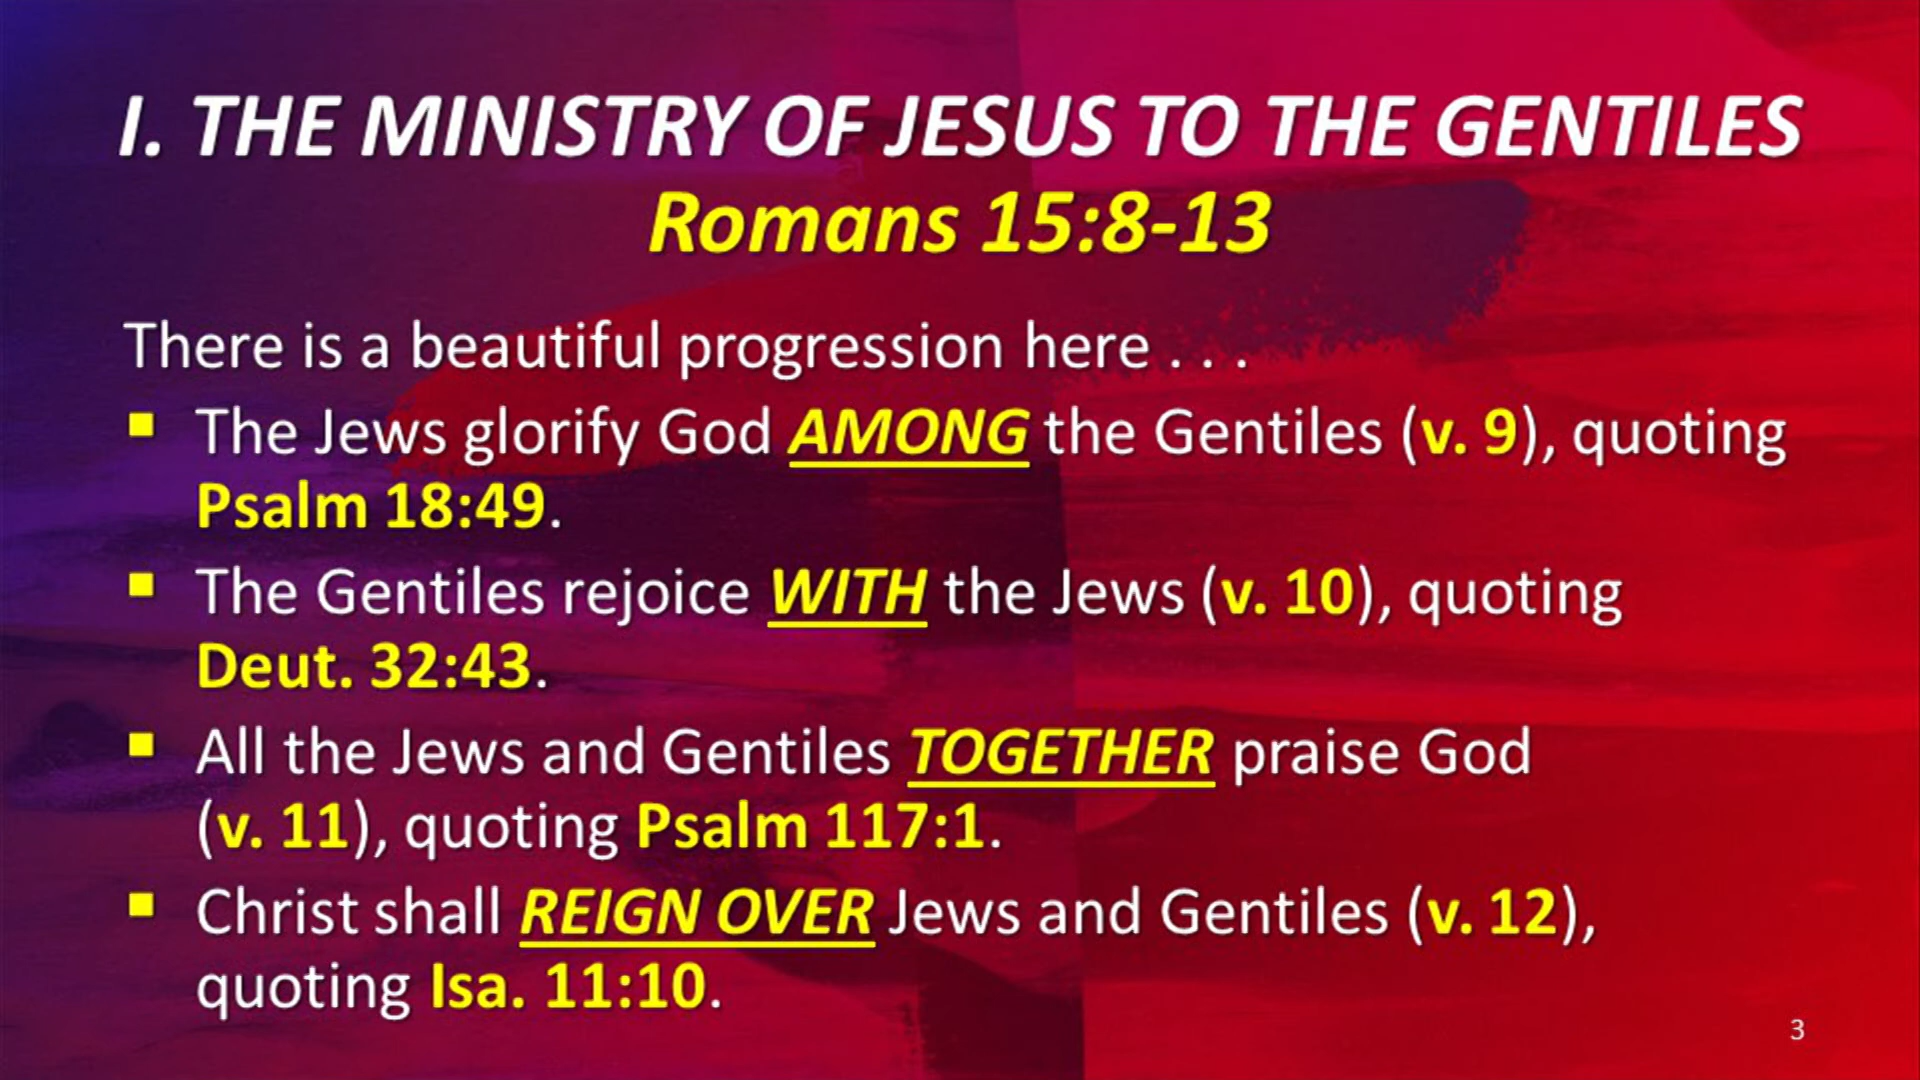 I. THE MINISTRY OF JESUS TO THE GENTILES
Romans 15:8-13
There is a beautiful progression here . . .
▪ The Jews glorify God AMONG the Gentiles (v. 9), quoting
Psalm 18:49.
▪ The Gentiles rejoice WITH the Jews (v. 10), quoting
Deut. 32:43.
▪ All the Jews and Gentiles TOGETHER praise God
(v. 11), quoting Psalm 117:1.
▪ Christ shall REIGN OVER Jews and Gentiles (v. 12),
quoting Isa. 11:10.
3